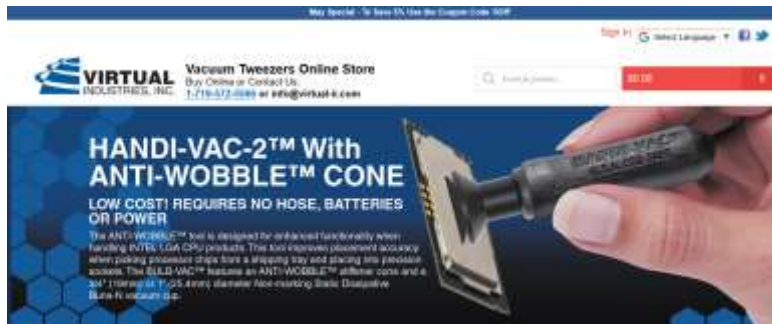 May Special - To Save 5% Use the Coupon Code
Sign In
Select Language
VIRTUAL
INDUSTRIES, INC.
Vacuum Tweezers Online Store
Buy Online or Contact Us.
or info@virtual-ii.com
$0.00
HANDI-VAC-2™ With
ANTI-WOBBLE™ CONE
LOW COST! REQUIRES NO HOSE, BATTERIES
OR POWER
The ANTI-WOBBLE™ tool is designed for enhanced functionality when
handling INTEL LGA CPU products. This tool improves placement accuracy
when picking processor chips from a shipping tray and placing into precision
sockets. The BULB-VAC™ features an ANTI-WOBBLE™ stiffener cone and a
3/4" (19mm) or 1" (25.4mm) diameter Non-marking Static Dissipative
Buna-N vacuum cup.